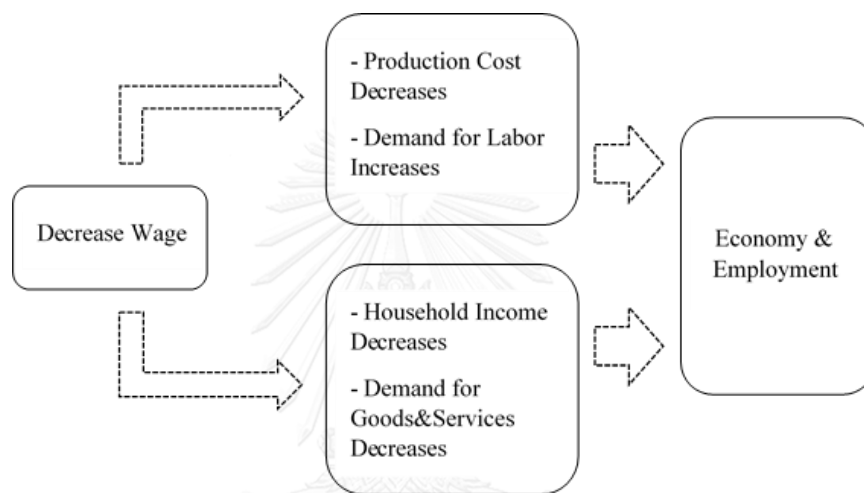 - Production Cost
Decreases
- Demand for Labor
Increases
Decrease Wage
Economy &
Employment
- Household Income
Decreases
- Demand for
Goods&Services
Decreases